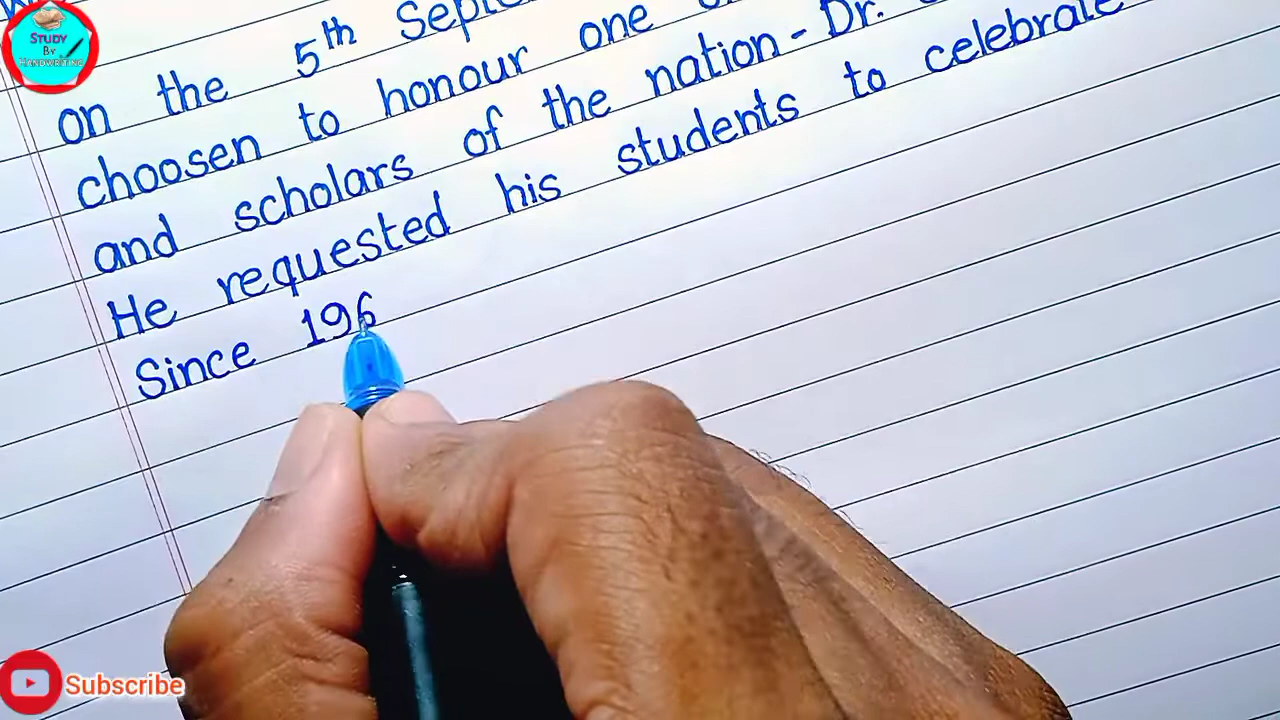 STUDY
By
HANDWRITING
on the 5th
choosen to honour one
and scholars of the nation - Dr.
He requested his students to celebrate
Since 196
Subscribe